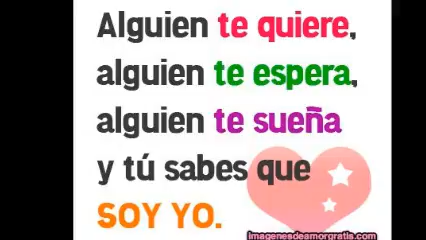 Alguien te quiere,
alguien te espera,
alguien te sueña
y tú sabes que
SOY YO.
imagenesdeamorgratis.com